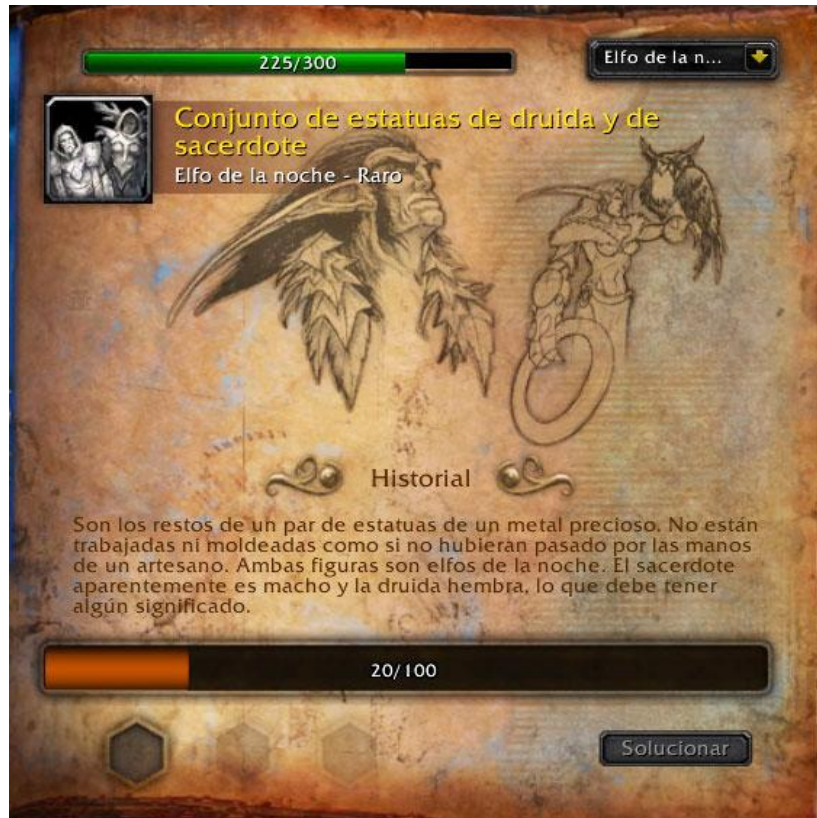 225/300
Elfo de la n...
Conjunto de estatuas de druida y de
sacerdote
Elfo de la noche - Raro
Historial
Son los restos de un par de estatuas de un metal precioso. No están
trabajadas ni moldeadas como si no hubieran pasado por las manos
de un artesano. Ambas figuras son elfos de la noche. El sacerdote
aparentemente es macho y la druida hembra, lo que debe tener
algún significado.
20/100
Solucionar